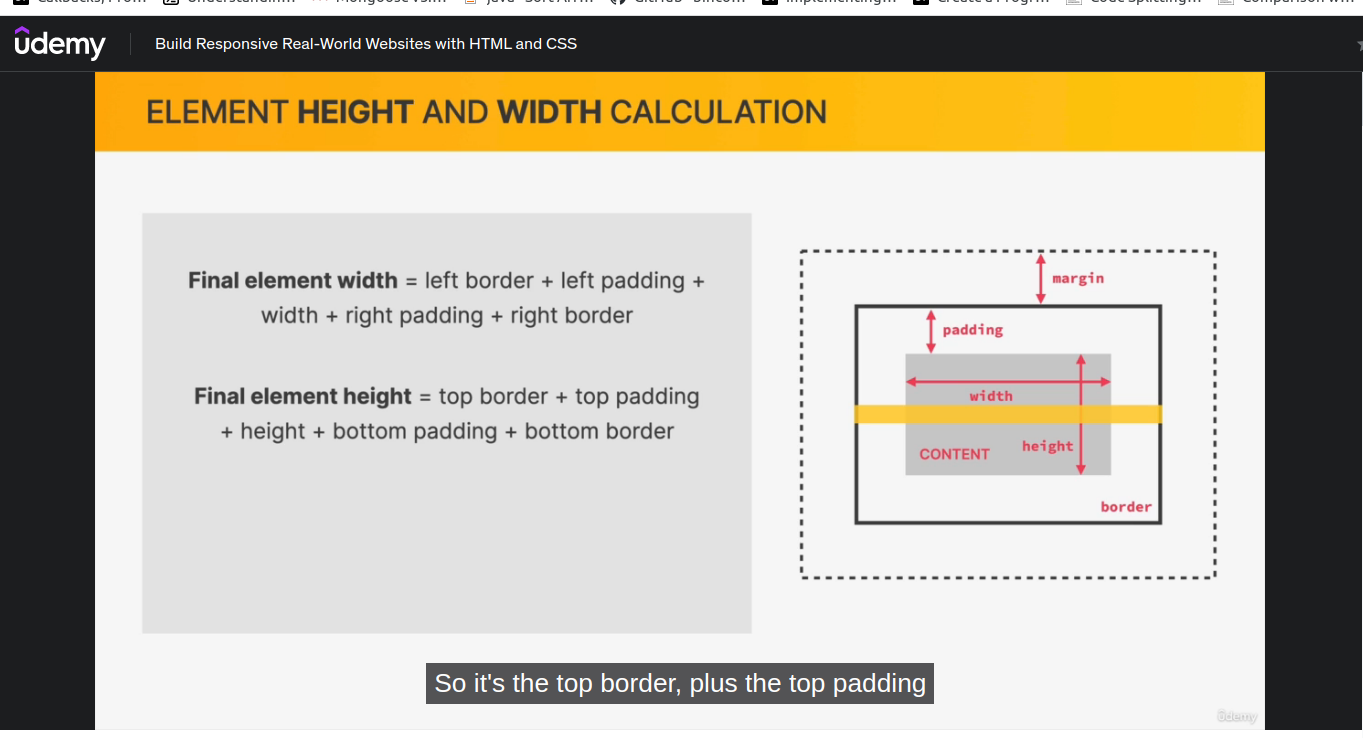 ûdemy
Build Responsive Real-World Websites with HTML and CSS
ELEMENT HEIGHT AND WIDTH CALCULATION
Final element width = left border + left padding +
width + right padding + right border
Final element height = top border + top padding
+ height + bottom padding + bottom border
margin
padding
width
height
CONTENT
border
So it's the top border, plus the top padding
ûdemy